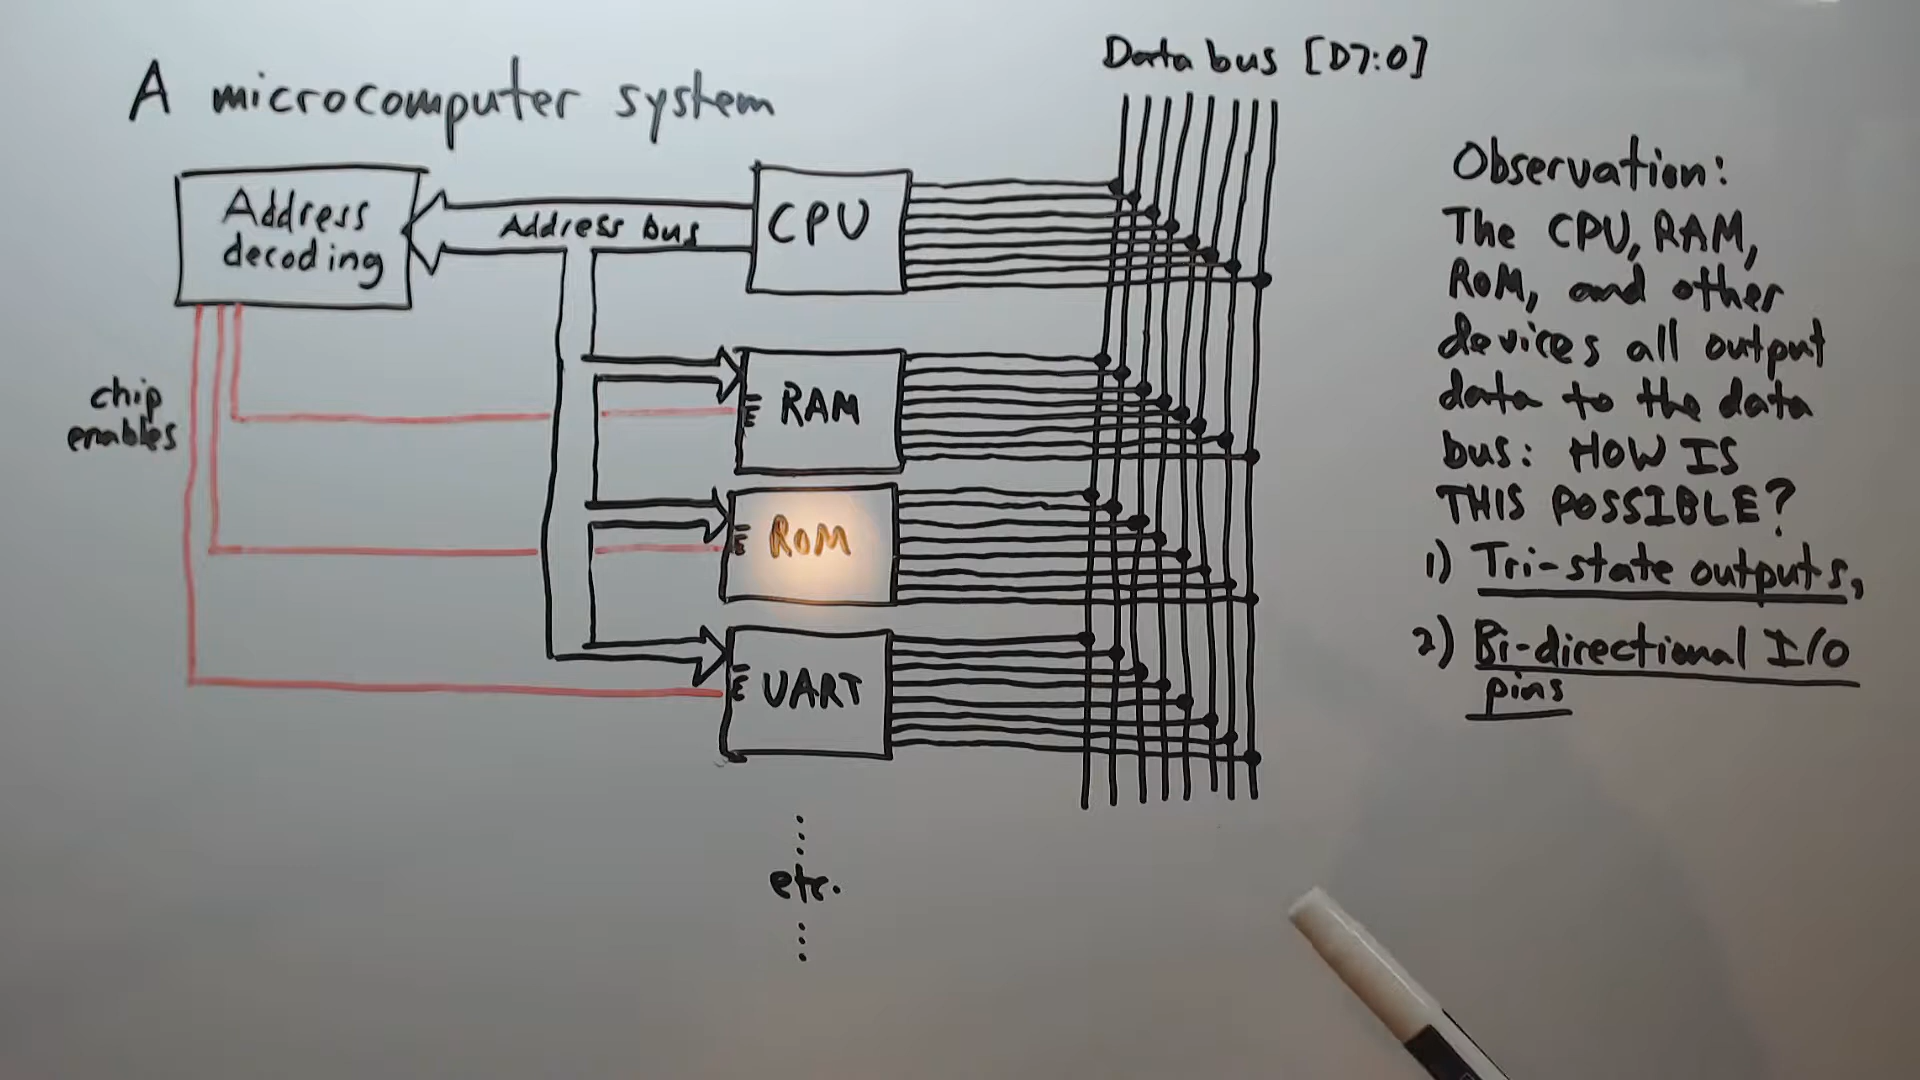 A microcomputer system
Data bus [D7:0]
Address
decoding
Address bus
CPU
chip
enables
E
RAM
E
ROM
E
UART
etc.
Observation:
The CPU, RAM,
ROM, and other
devices all output
data to the data
bus: HOW IS
THIS POSSIBLE?
1) Tri-state outputs,
2) Bi-directional I/O
pins